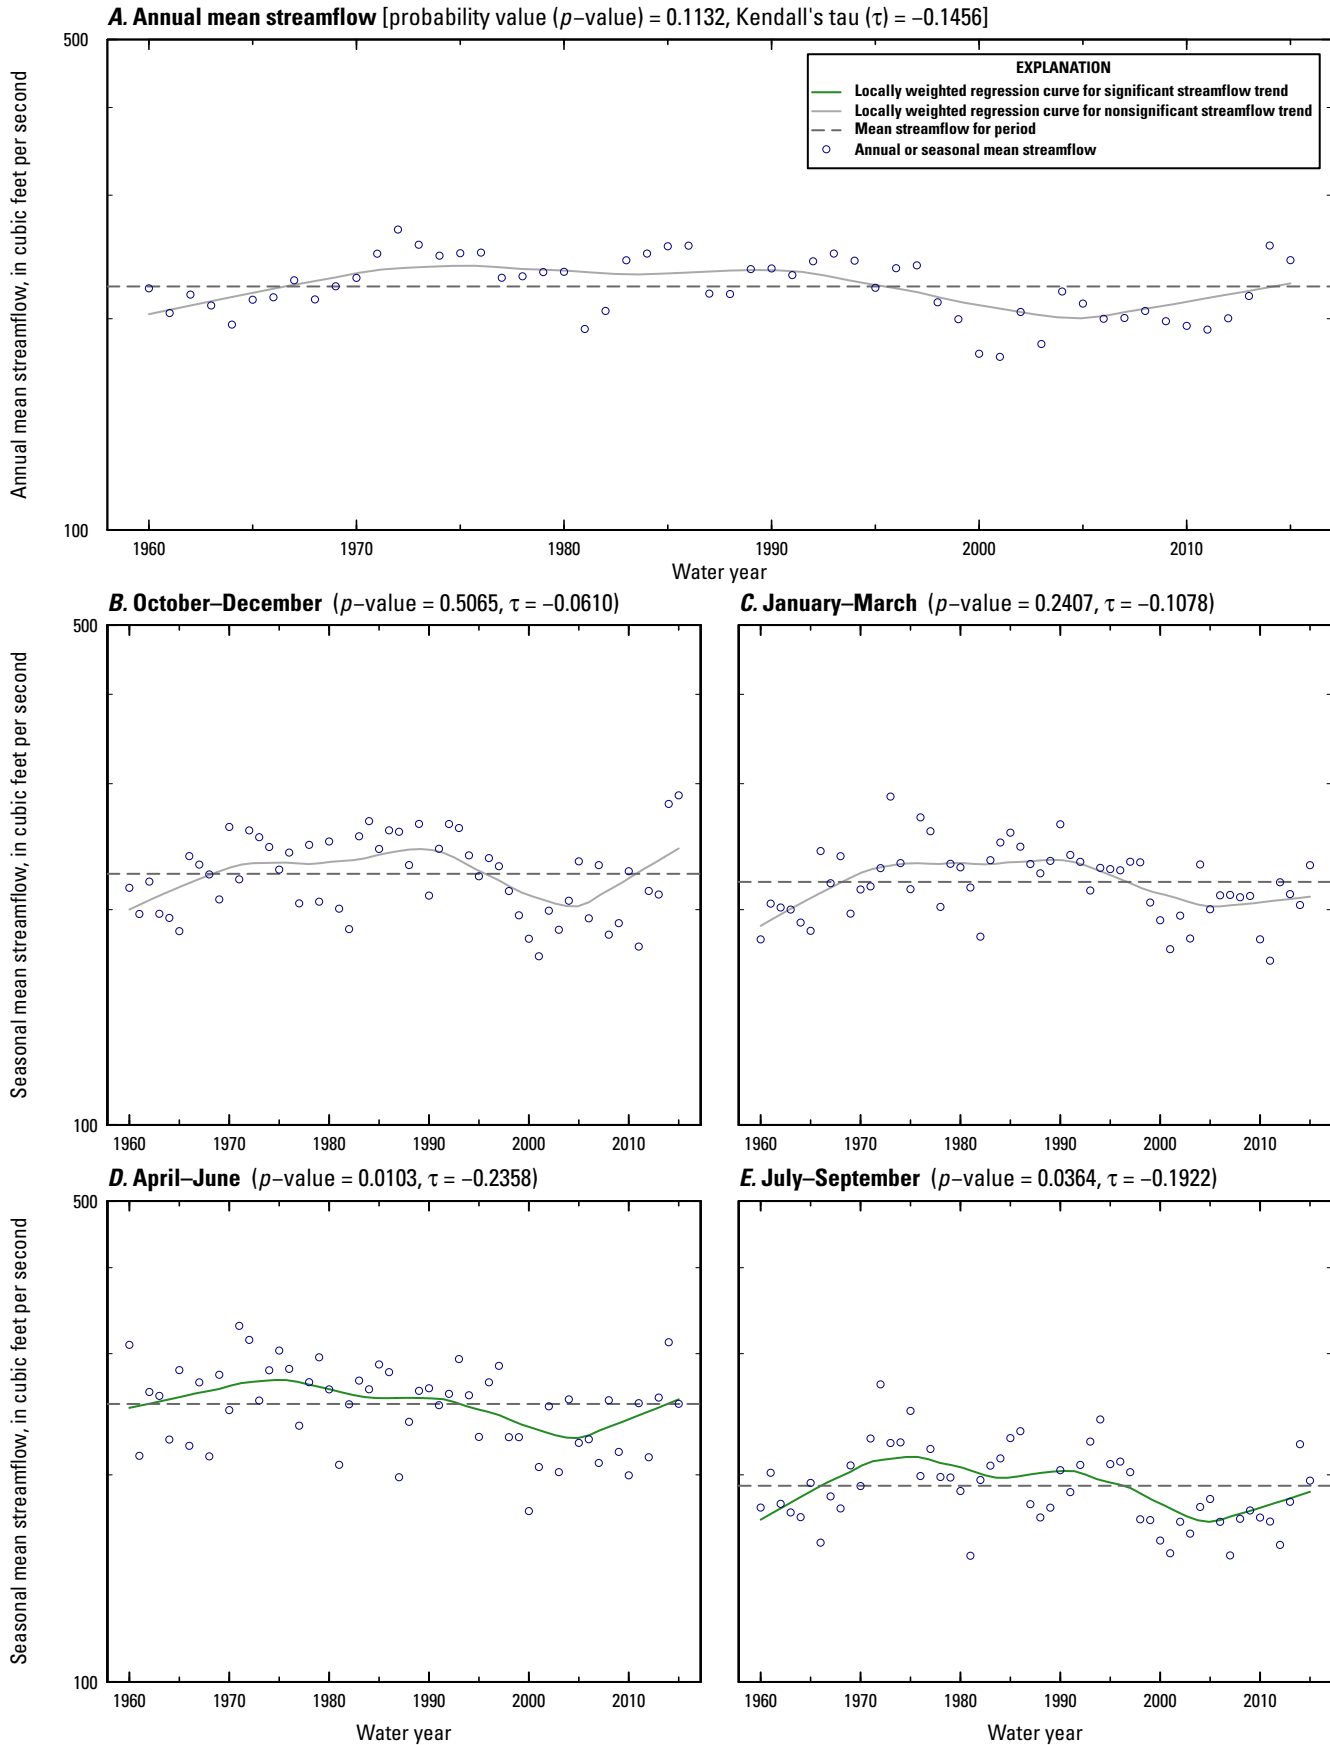 A. Annual mean streamflow [probability value (p–value) = 0.1132, Kendall's tau (τ) = –0.1456]
500
EXPLANATION
Locally weighted regression curve for significant streamflow trend
Locally weighted regression curve for nonsignificant streamflow trend
Mean streamflow for period
Annual or seasonal mean streamflow
Annual mean streamflow, in cubic feet per second
100
1960 1970 1980 1990 2000 2010
Water year
B. October–December (p–value = 0.5065, τ = –0.0610)
500
Seasonal mean streamflow, in cubic feet per second
100
1960 1970 1980 1990 2000 2010
C. January–March (p–value = 0.2407, τ = –0.1078)
1960 1970 1980 1990 2000 2010
D. April–June (p–value = 0.0103, τ = –0.2358)
500
Seasonal mean streamflow, in cubic feet per second
100
1960 1970 1980 1990 2000 2010
Water year
E. July–September (p–value = 0.0364, τ = –0.1922)
1960 1970 1980 1990 2000 2010
Water year